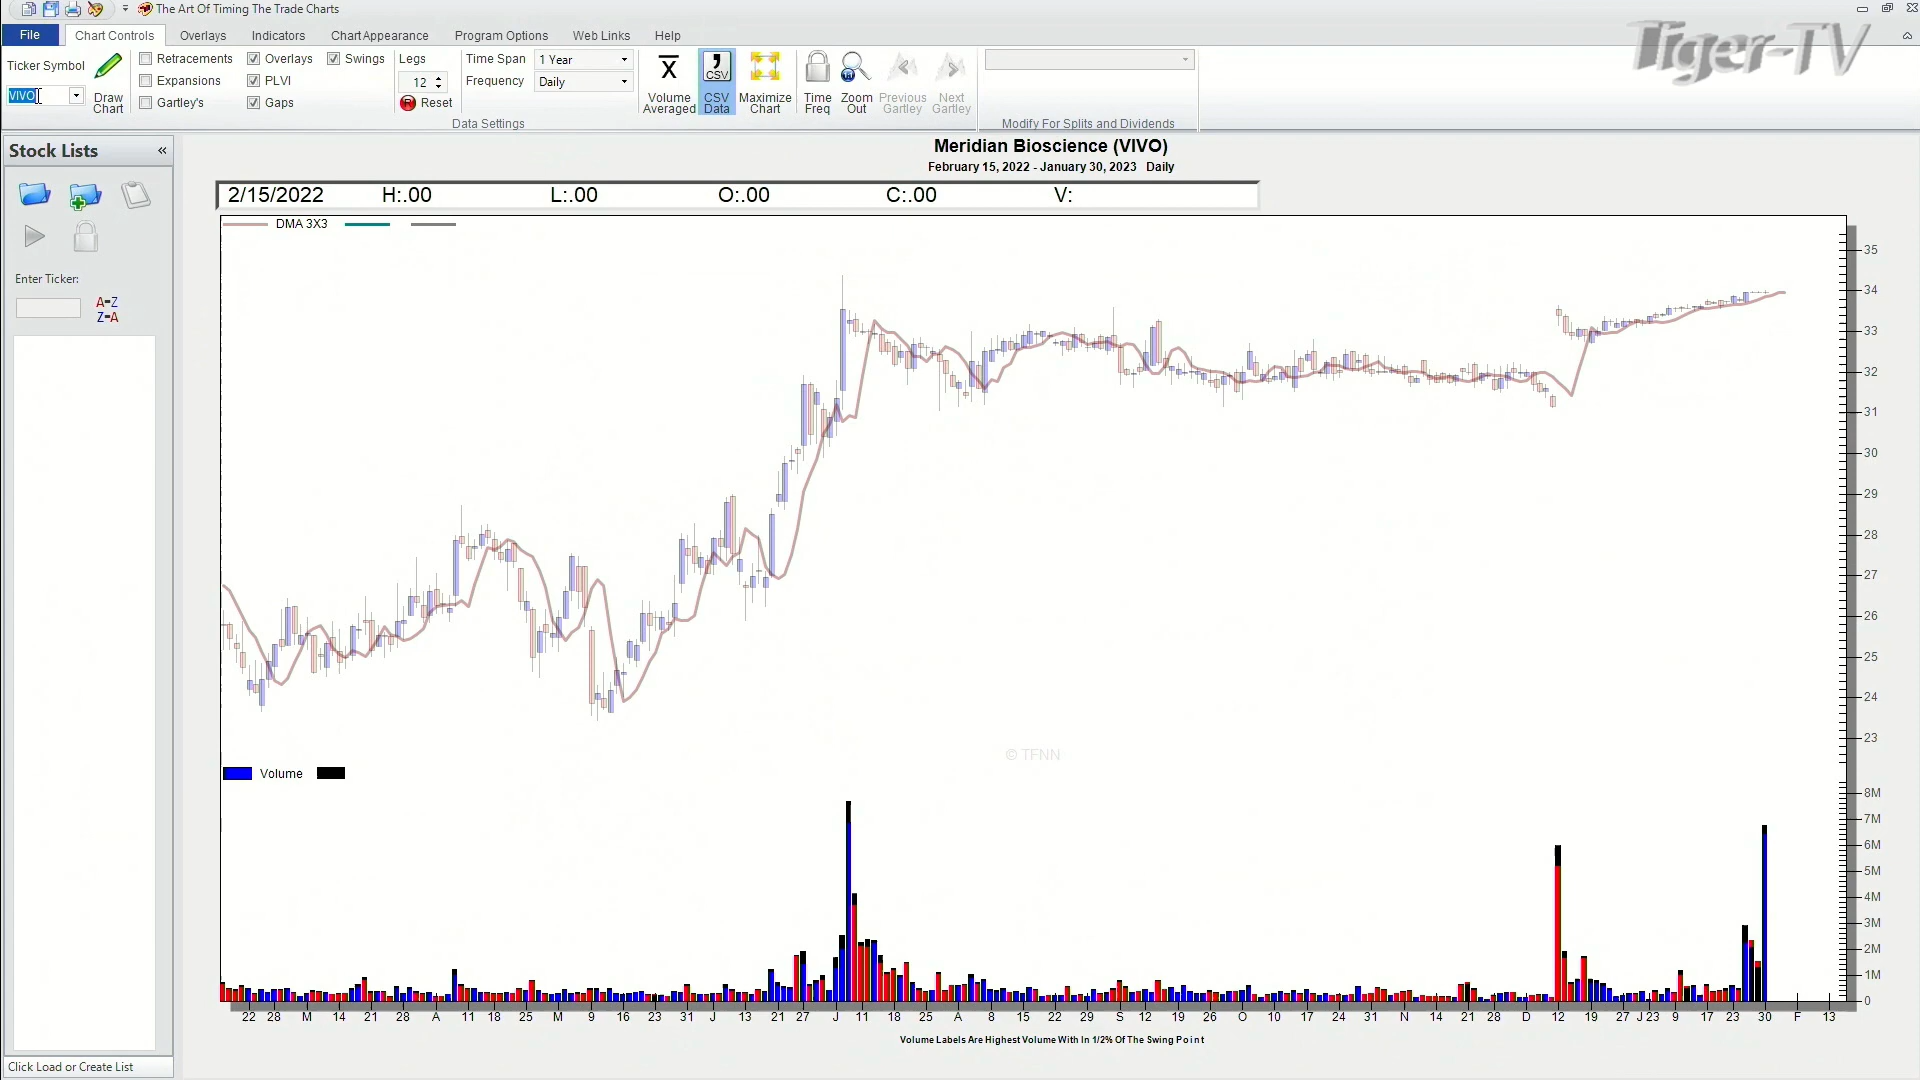 The Art Of Timing The Trade Charts
File Chart Controls Overlays Indicators Chart Appearance Program Options Web Links Help
Tiger-TV
Ticker Symbol
VIVO
Draw
Chart
Retracements
Expansions
Gartley's
Overlays
PLVI
Gaps
Swings
Legs
12
Reset
Time Span 1 Year
Frequency Daily
Data Settings
Volume
Averaged
CSV
CSV
Data
Maximize
Chart
Time
Freq
Zoom
Out
Previous
Gartley
Next
Gartley
Modify For Splits and Dividends
Stock Lists «
Enter Ticker:
A=Z
Z=A
Click Load or Create List
Meridian Bioscience (VIVO)
February 15, 2022 - January 30, 2023 Daily
2/15/2022 H:.00 L:.00 O:.00 C:.00 V:
DMA 3X3
35
34
33
32
31
30
29
28
27
26
25
24
23
© TFNN
Volume
8M
7M
6M
5M
4M
3M
2M
1M
0
22 28 M 14 21 28 A 11 18 25 M 9 16 23 31 J 13 21 27 J 11 18 25 A 8 15 22 29 S 12 19 26 O 10 17 24 31 N 14 21 28 D 12 19 27 J 23 9 17 23 30 F 13
Volume Labels Are Highest Volume With In 1/2% Of The Swing Point